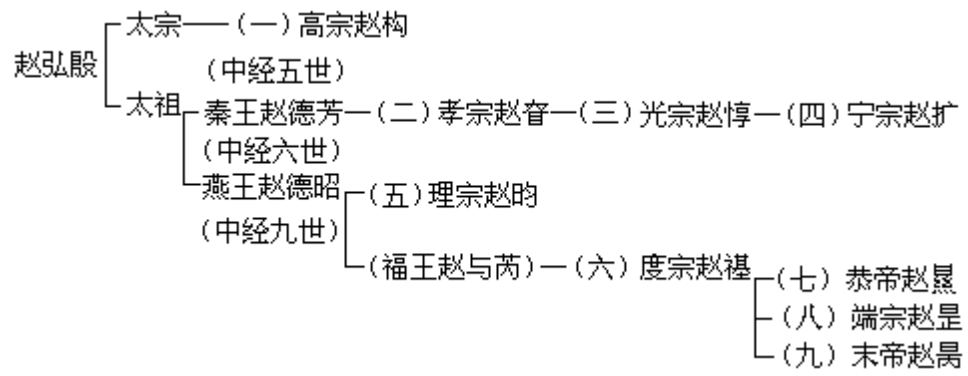 太宗——(一)高宗赵构
赵弘殷
(中经五世)
太祖
秦王赵德芳—(二)孝宗赵昚—(三)光宗赵惇—(四)宁宗赵扩
(中经六世)
燕王赵德昭
(五)理宗赵昀
(中经九世)
(福王赵与芮)—(六)度宗赵禥
(七)恭帝赵㬎
(八)端宗赵昰
(九)末帝赵昺